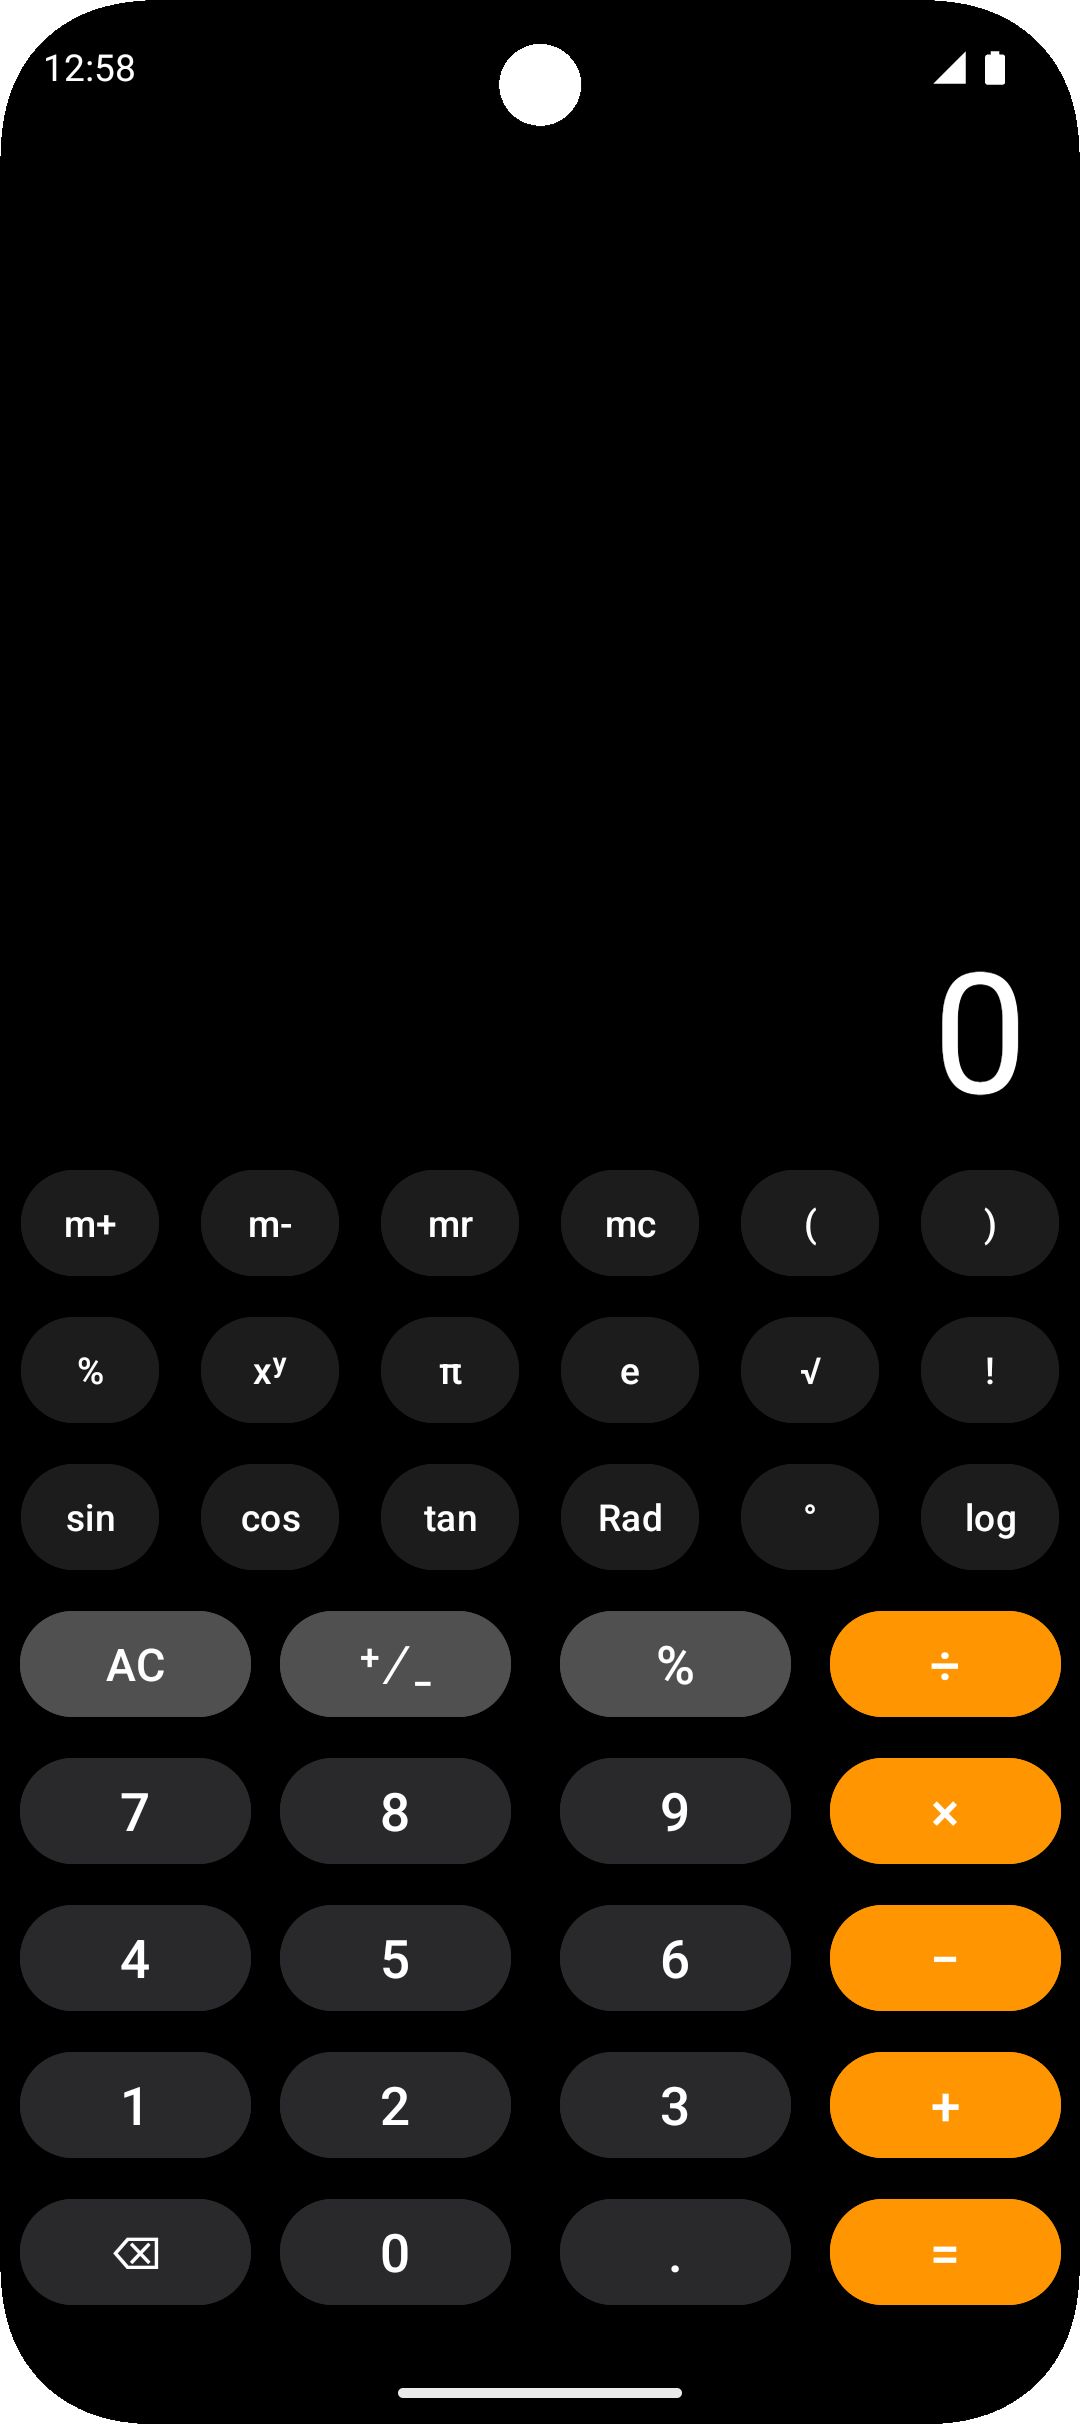 12:58
0
m+ m- mr mc ( )
% xʸ π e √ !
sin cos tan Rad ° log
AC +/− % ÷
7 8 9 ×
4 5 6 −
1 2 3 +
⌫ 0 . =